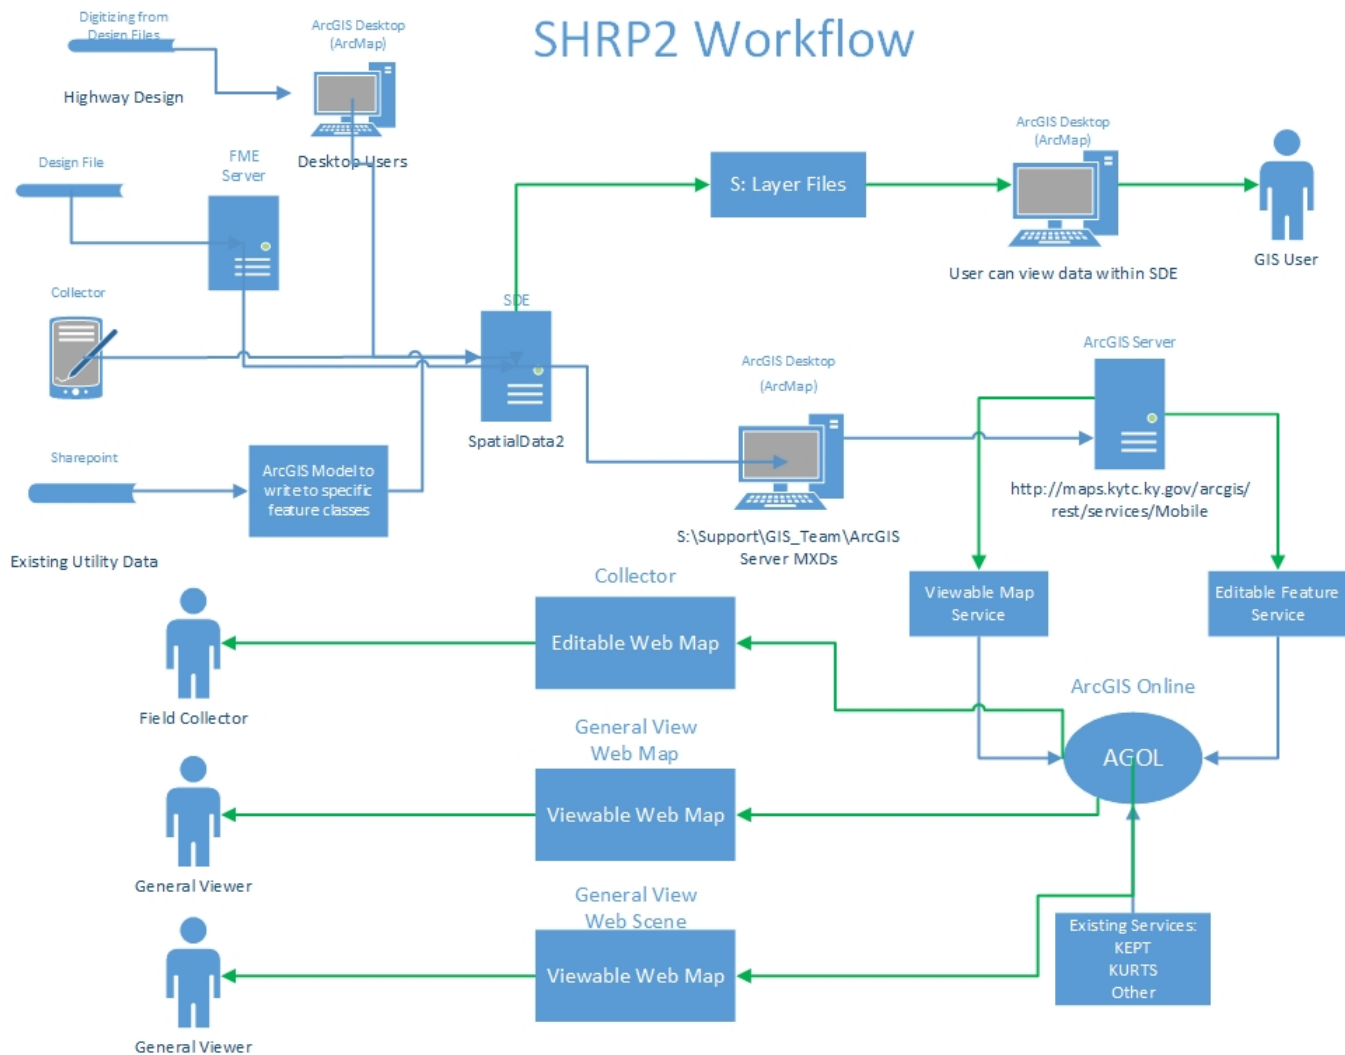 SHRP2 Workflow
Digitizing from
Design Files
Highway Design
ArcGIS Desktop
(ArcMap)
Desktop Users
Design File
FME
Server
Collector
Sharepoint
Existing Utility Data
ArcGIS Model to
write to specific
feature classes
SDE
SpatialData2
S: Layer Files
ArcGIS Desktop
(ArcMap)
User can view data within SDE
GIS User
ArcGIS Desktop
(ArcMap)
S:\Support\GIS_Team\ArcGIS
Server MXDs
ArcGIS Server
http://maps.kytc.ky.gov/arcgis/
rest/services/Mobile
Viewable Map
Service
Editable Feature
Service
ArcGIS Online
AGOL
Existing Services:
KEPT
KURTS
Other
Collector
Editable Web Map
Field Collector
General View
Web Map
Viewable Web Map
General Viewer
General View
Web Scene
Viewable Web Map
General Viewer